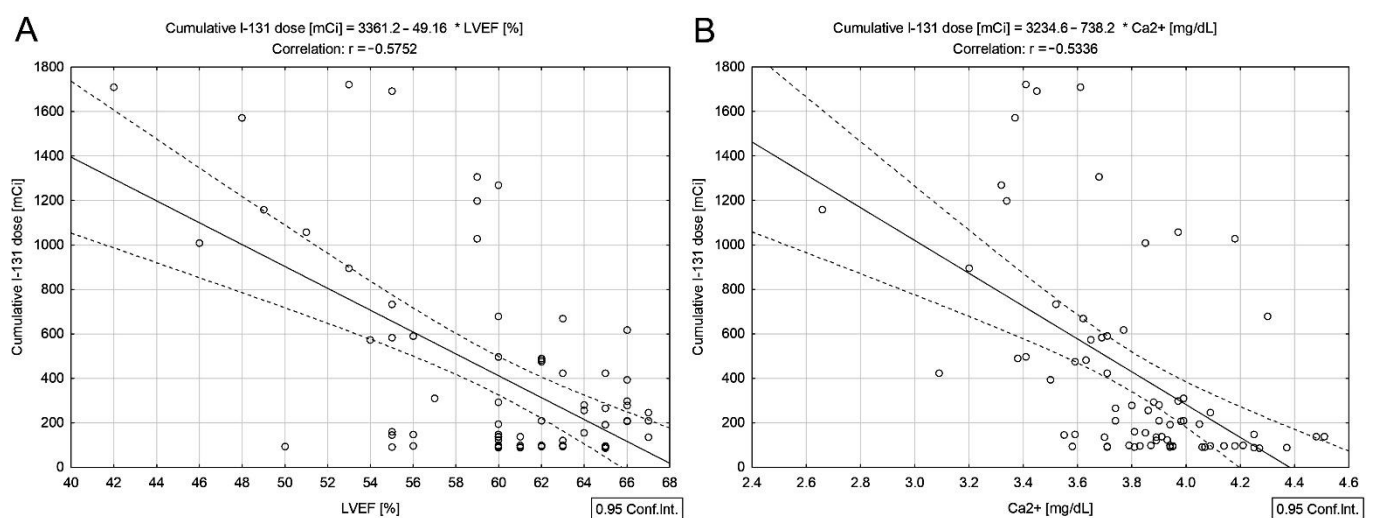 A
Cumulative I-131 dose [mCi] = 3361.2 – 49.16 * LVEF [%]
Correlation: r = –0.5752
1800
1600
1400
1200
1000
800
600
400
200
0
Cumulative I-131 dose [mCi]
40 42 44 46 48 50 52 54 56 58 60 62 64 66 68
LVEF [%]
0.95 Conf.Int.
B
Cumulative I-131 dose [mCi] = 3234.6 – 738.2 * Ca2+ [mg/dL]
Correlation: r = –0.5336
1800
1600
1400
1200
1000
800
600
400
200
0
Cumulative I-131 dose [mCi]
2.4 2.6 2.8 3.0 3.2 3.4 3.6 3.8 4.0 4.2 4.4 4.6
Ca2+ [mg/dL]
0.95 Conf.Int.